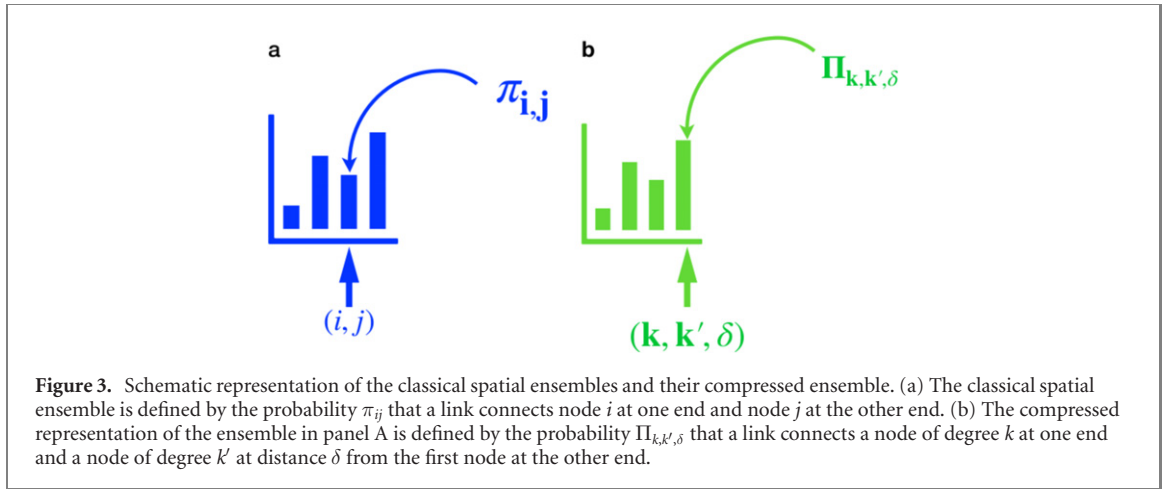 a
b
π_{i,j}
Π_{k,k′,δ}
(i, j)
(k, k′, δ)
Figure 3. Schematic representation of the classical spatial ensembles and their compressed ensemble. (a) The classical spatial
ensemble is defined by the probability π_{ij} that a link connects node i at one end and node j at the other end. (b) The compressed
representation of the ensemble in panel A is defined by the probability Π_{k,k′,δ} that a link connects a node of degree k at one end
and a node of degree k′ at distance δ from the first node at the other end.